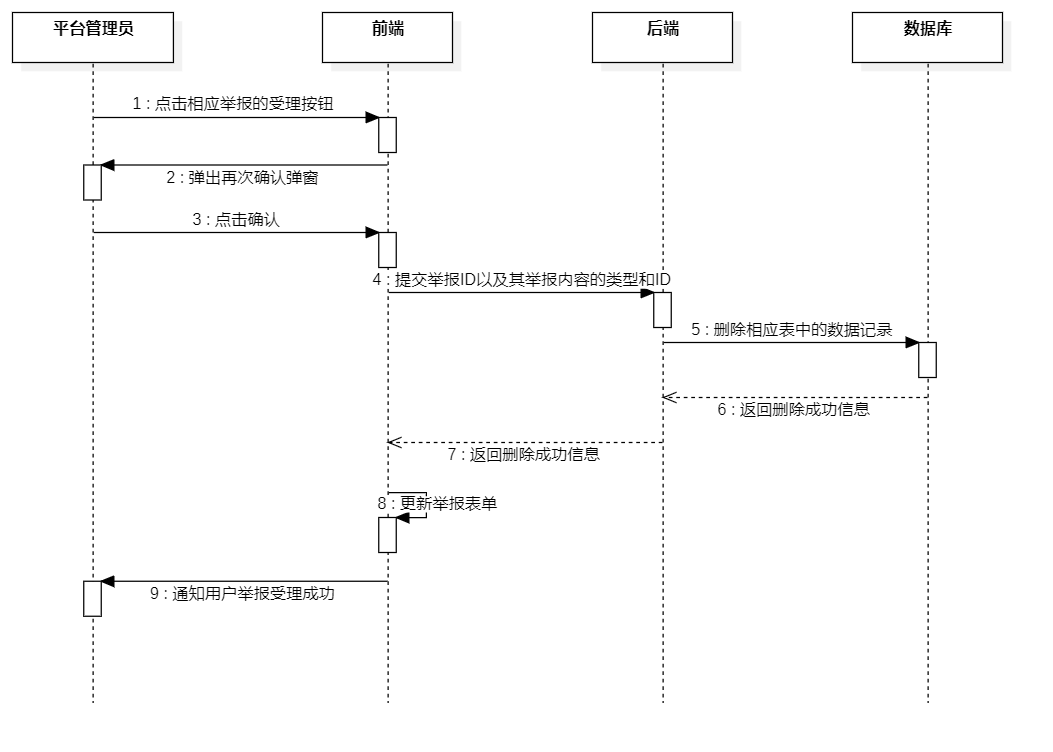 平台管理员
前端
后端
数据库
1 : 点击相应举报的受理按钮
2 : 弹出再次确认弹窗
3 : 点击确认
4 : 提交举报ID以及其举报内容的类型和ID
5 : 删除相应表中的数据记录
6 : 返回删除成功信息
7 : 返回删除成功信息
8 : 更新举报表单
9 : 通知用户举报受理成功